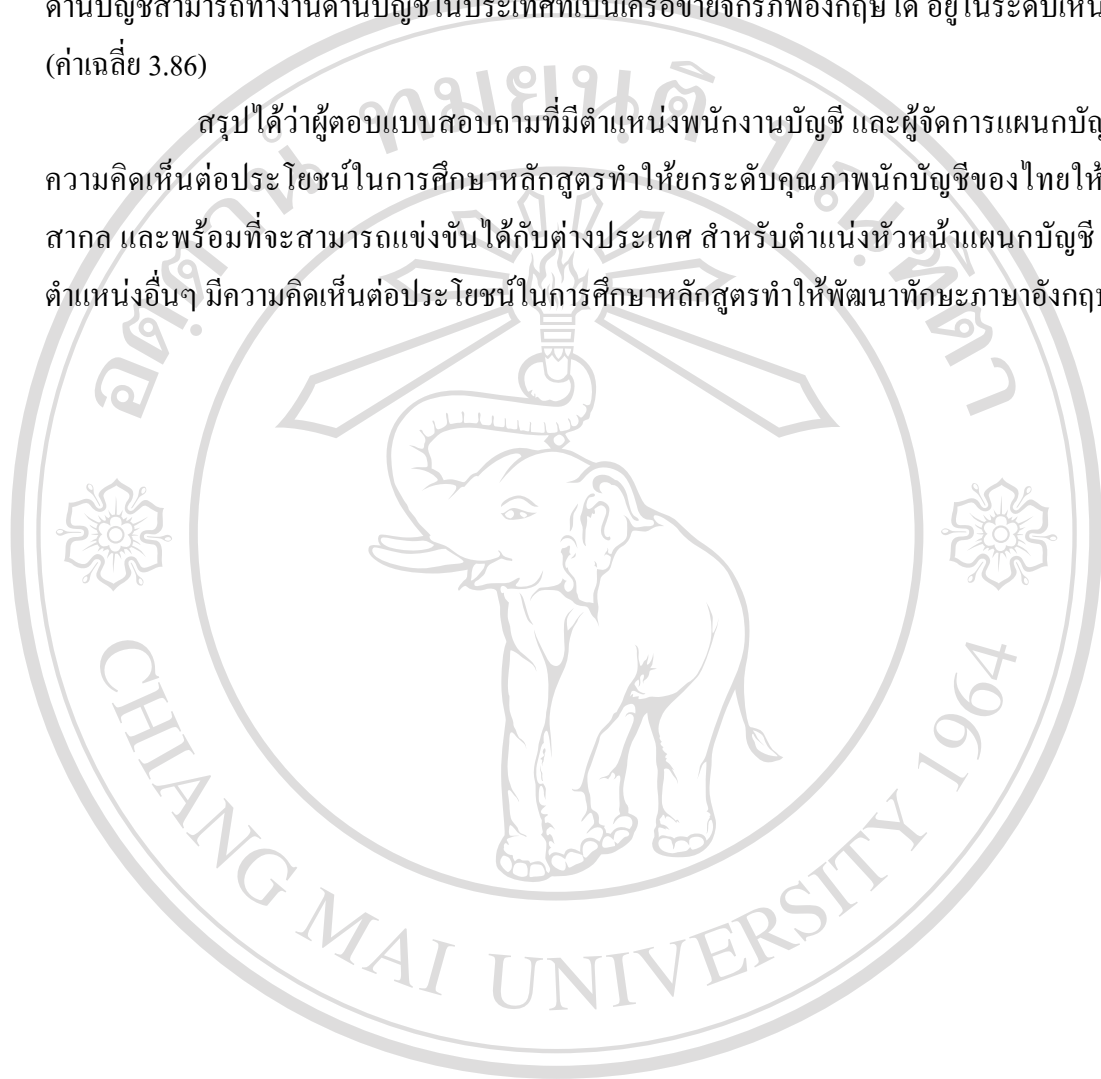 ด้านบัญชีสามารถทำงานด้านบัญชีในประเทศที่เป็นเครือข่ายจักรภพอังกฤษได้ อยู่ในระดับเห็น
(ค่าเฉลี่ย 3.86)
สรุปได้ว่าผู้ตอบแบบสอบถามที่มีตำแหน่งพนักงานบัญชี และผู้จัดการแผนกบัญ
ความคิดเห็นต่อประโยชน์ในการศึกษาหลักสูตรทำให้ยกระดับคุณภาพนักบัญชีของไทยให้
สากล และพร้อมที่จะสามารถแข่งขันได้กับต่างประเทศ สำหรับตำแน่งหัวหน้าแผนกบัญชี
ตำแหน่งอื่นๆ มีความคิดเห็นต่อประโยชน์ในการศึกษาหลักสูตรทำให้พัฒนาทักษะภาษาอังกฤษ
อตฺตานํ ทมยนฺติ ปณฺฑิตา
CHIANG MAI UNIVERSITY 1964